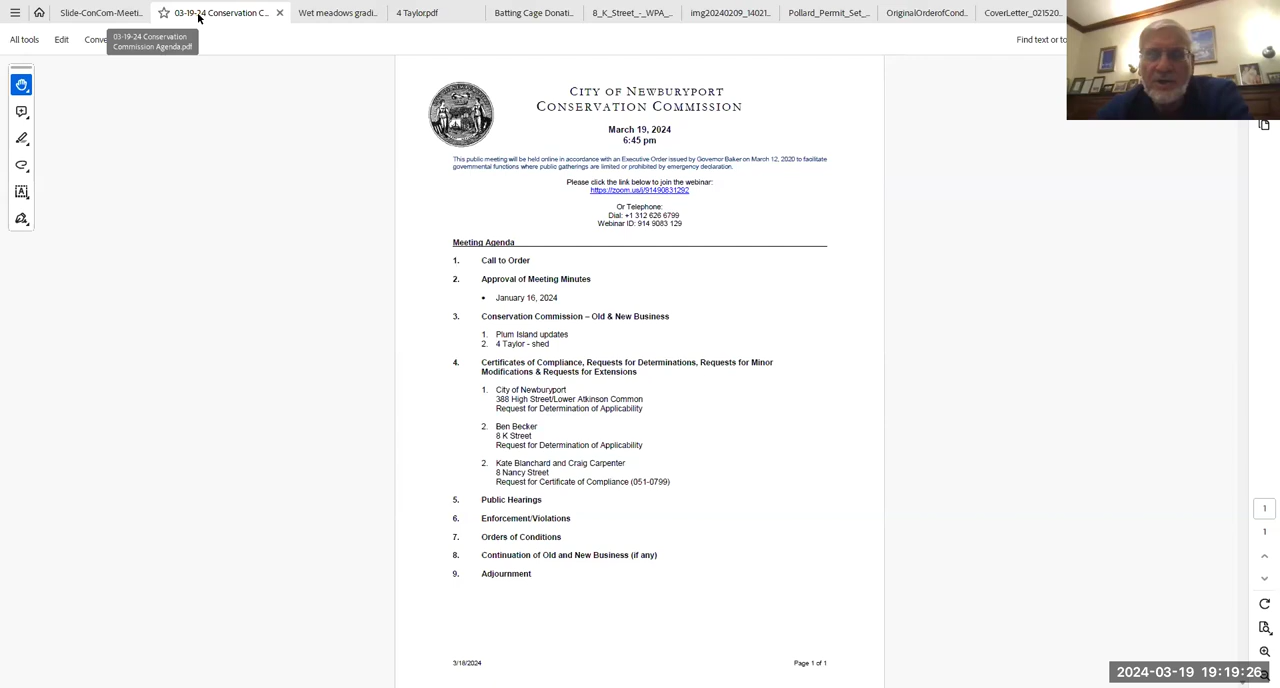 Slide-ConCom-Meeti...
03-19-24 Conservation C...
Wet meadows gradi...
4 Taylor.pdf
Batting Cage Donati...
8_K_Street_-_WPA_...
img20240209_14021...
Pollard_Permit_Set_...
OriginalOrderofCond...
CoverLetter_021520...
All tools
Edit
Conve
Find text or to
03-19-24 Conservation
Commission Agenda.pdf
CITY OF NEWBURYPORT
CONSERVATION COMMISSION
March 19, 2024
6:45 pm
This public meeting will be held online in accordance with an Executive Order issued by Governor Baker on March 12, 2020 to facilitate
governmental functions where public gatherings are limited or prohibited by emergency declaration.
Please click the link below to join the webinar:
https://zoom.us/j/91490831292
Or Telephone:
Dial: +1 312 626 6799
Webinar ID: 914 9083 129
Meeting Agenda
1. Call to Order
2. Approval of Meeting Minutes
• January 16, 2024
3. Conservation Commission – Old & New Business
1. Plum Island updates
2. 4 Taylor - shed
4. Certificates of Compliance, Requests for Determinations, Requests for Minor
Modifications & Requests for Extensions
1. City of Newburyport
388 High Street/Lower Atkinson Common
Request for Determination of Applicability
2. Ben Becker
8 K Street
Request for Determination of Applicability
2. Kate Blanchard and Craig Carpenter
8 Nancy Street
Request for Certificate of Compliance (051-0799)
5. Public Hearings
6. Enforcement/Violations
7. Orders of Conditions
8. Continuation of Old and New Business (if any)
9. Adjournment
3/18/2024
Page 1 of 1
1
1
2024-03-19 19:19:26